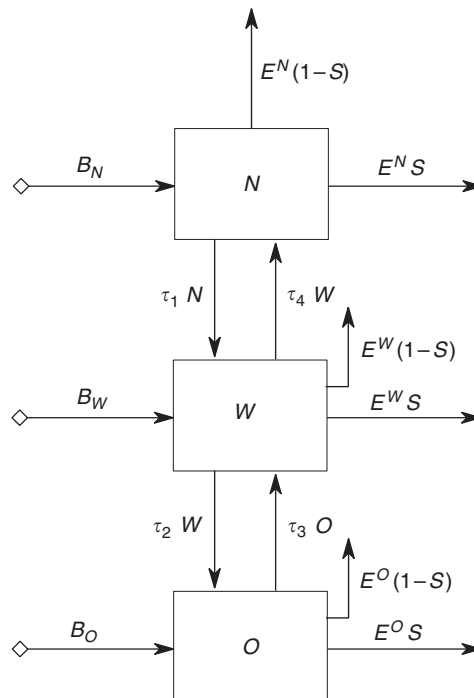 E^N(1–S)
B_N
N
E^N S
τ_1 N
τ_4 W
E^W(1–S)
B_W
W
E^W S
τ_2 W
τ_3 O
E^O(1–S)
B_O
O
E^O S